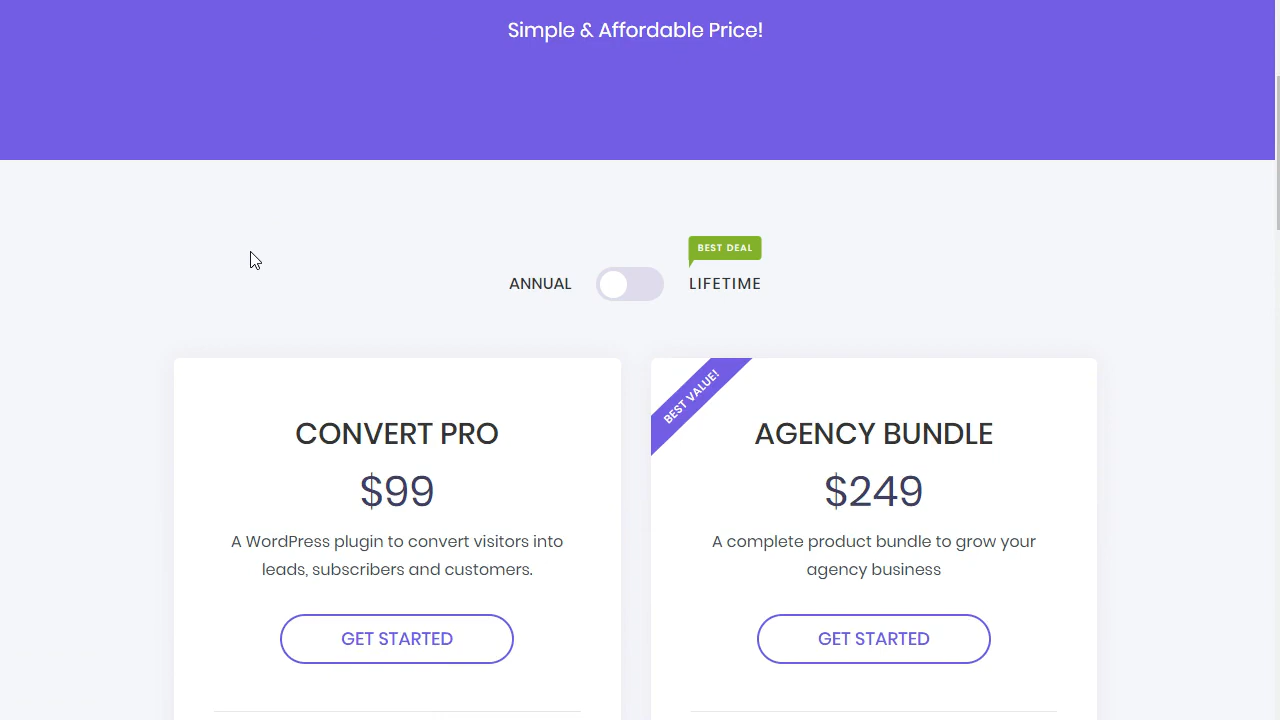 Simple & Affordable Price!
BEST DEAL
ANNUAL
LIFETIME
BEST VALUE!
CONVERT PRO
$99
A WordPress plugin to convert visitors into
leads, subscribers and customers.
GET STARTED
AGENCY BUNDLE
$249
A complete product bundle to grow your
agency business
GET STARTED